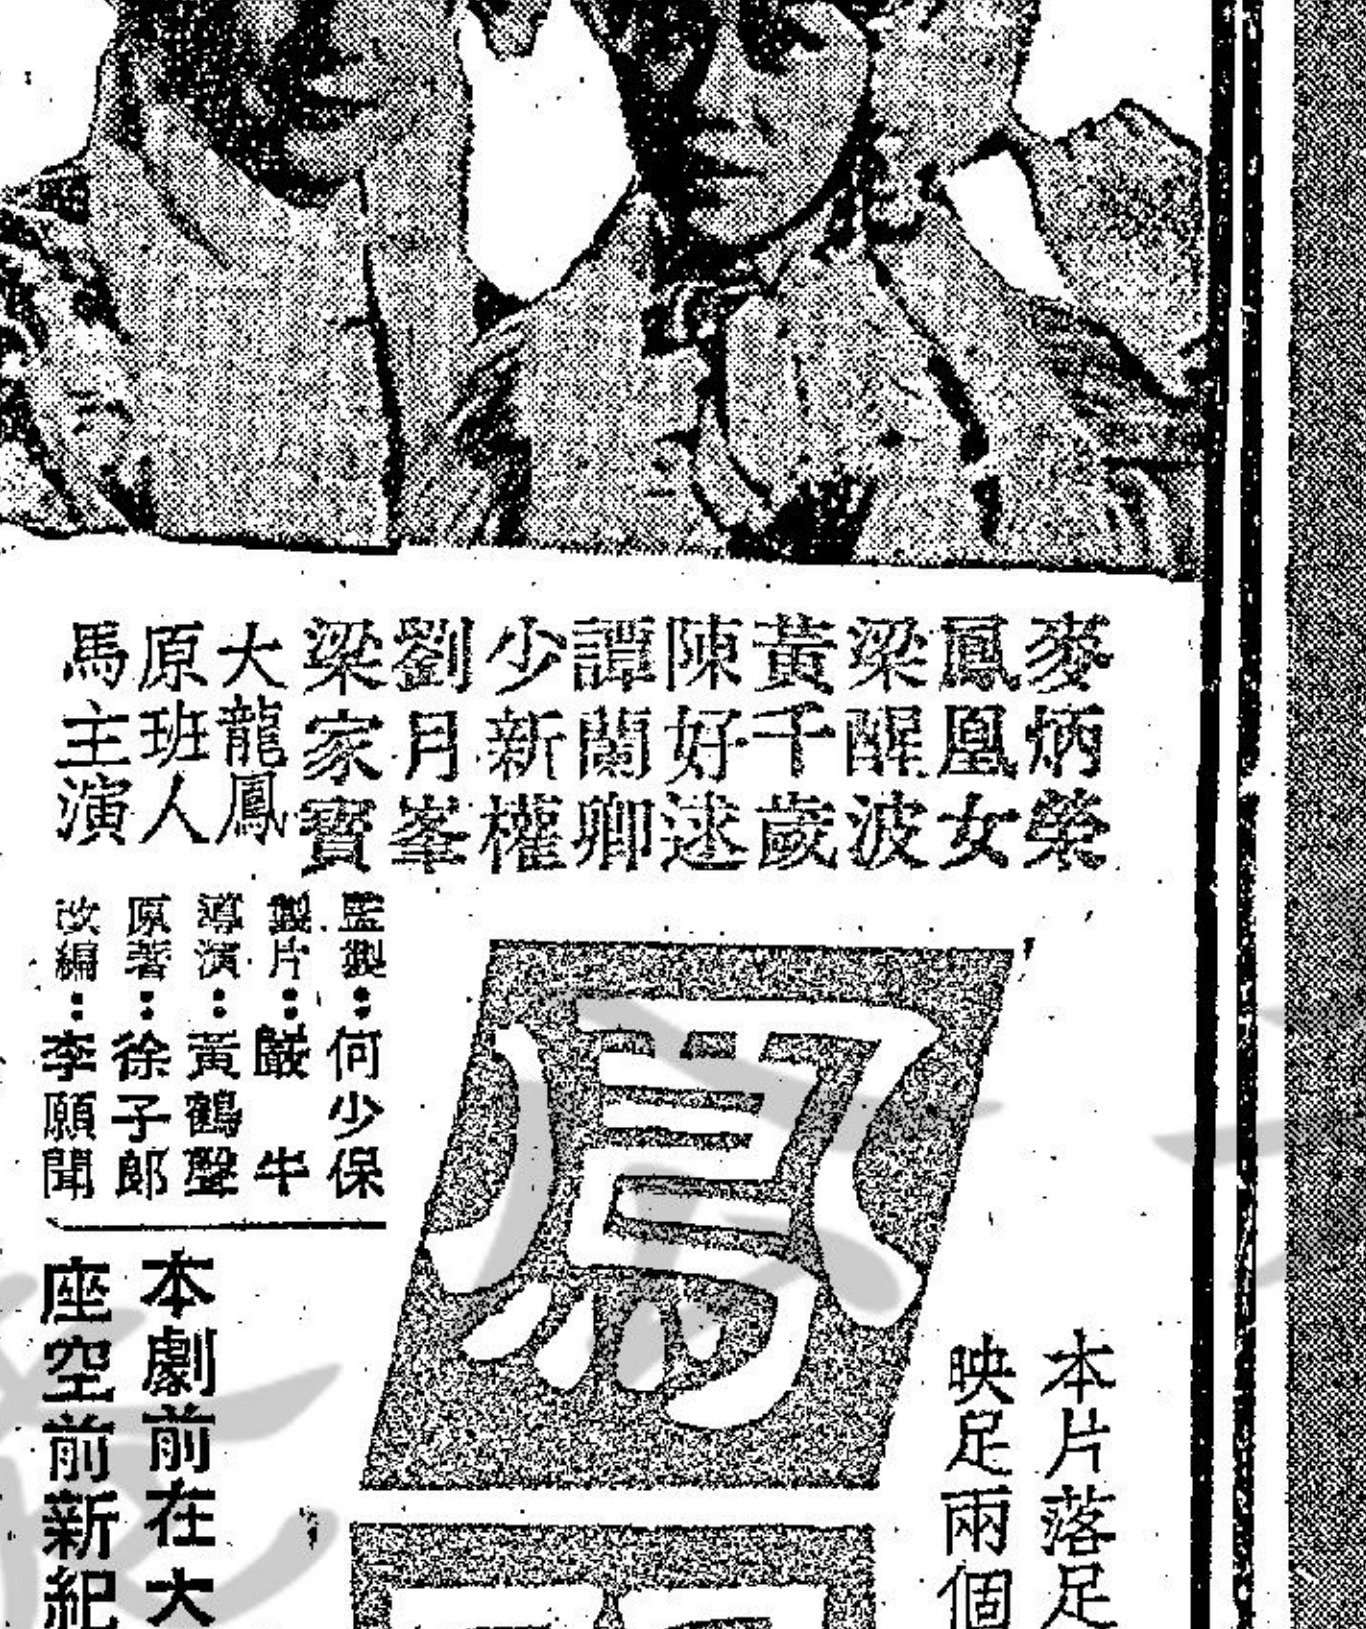 麥炳榮
鳳凰女
梁醒波
黃千歲
陳好逑
譚蘭卿
少新權
劉月峯
梁家寶
大龍鳳
原班人
馬主演
監製：何少保
製片：嚴牛
導演：黃鶴聲
原著：徐子郎
改編：李願聞
鳳
本片落足
映足兩個
本劇前在大
座空前新紀